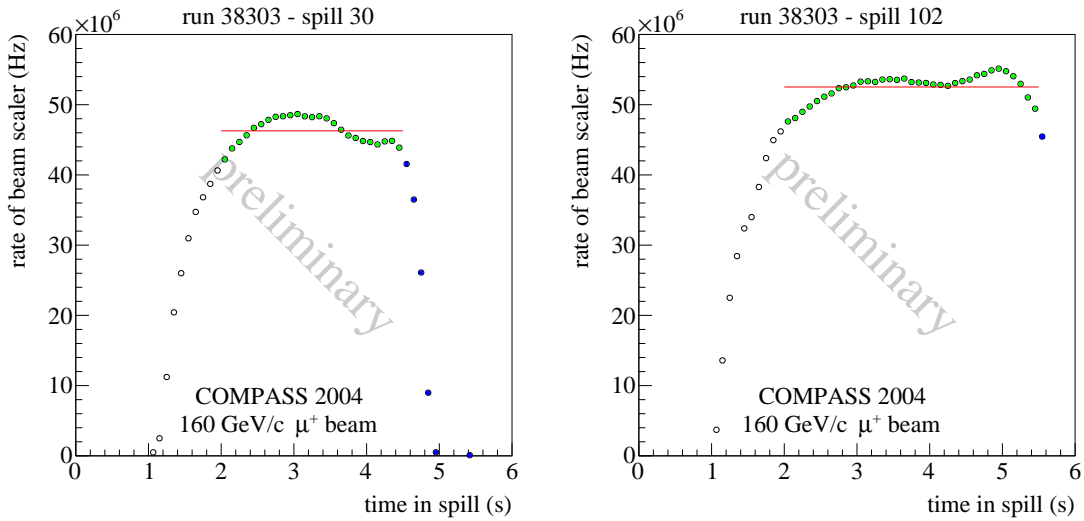 run 38303 - spill 30
×10⁶
rate of beam scaler (Hz)
60
50
40
30
20
10
0
preliminary
COMPASS 2004
160 GeV/c μ⁺ beam
0 1 2 3 4 5 6
time in spill (s)
run 38303 - spill 102
×10⁶
rate of beam scaler (Hz)
60
50
40
30
20
10
0
preliminary
COMPASS 2004
160 GeV/c μ⁺ beam
0 1 2 3 4 5 6
time in spill (s)